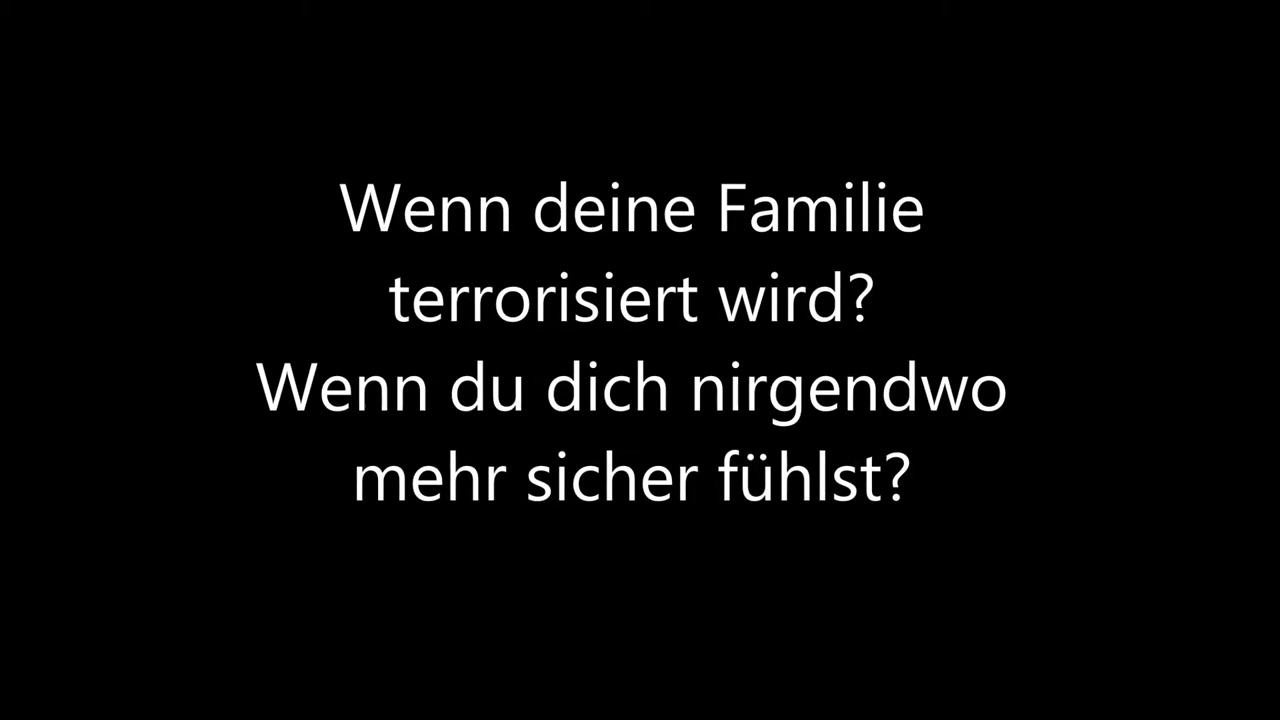 Wenn deine Familie
terrorisiert wird?
Wenn du dich nirgendwo
mehr sicher fühlst?